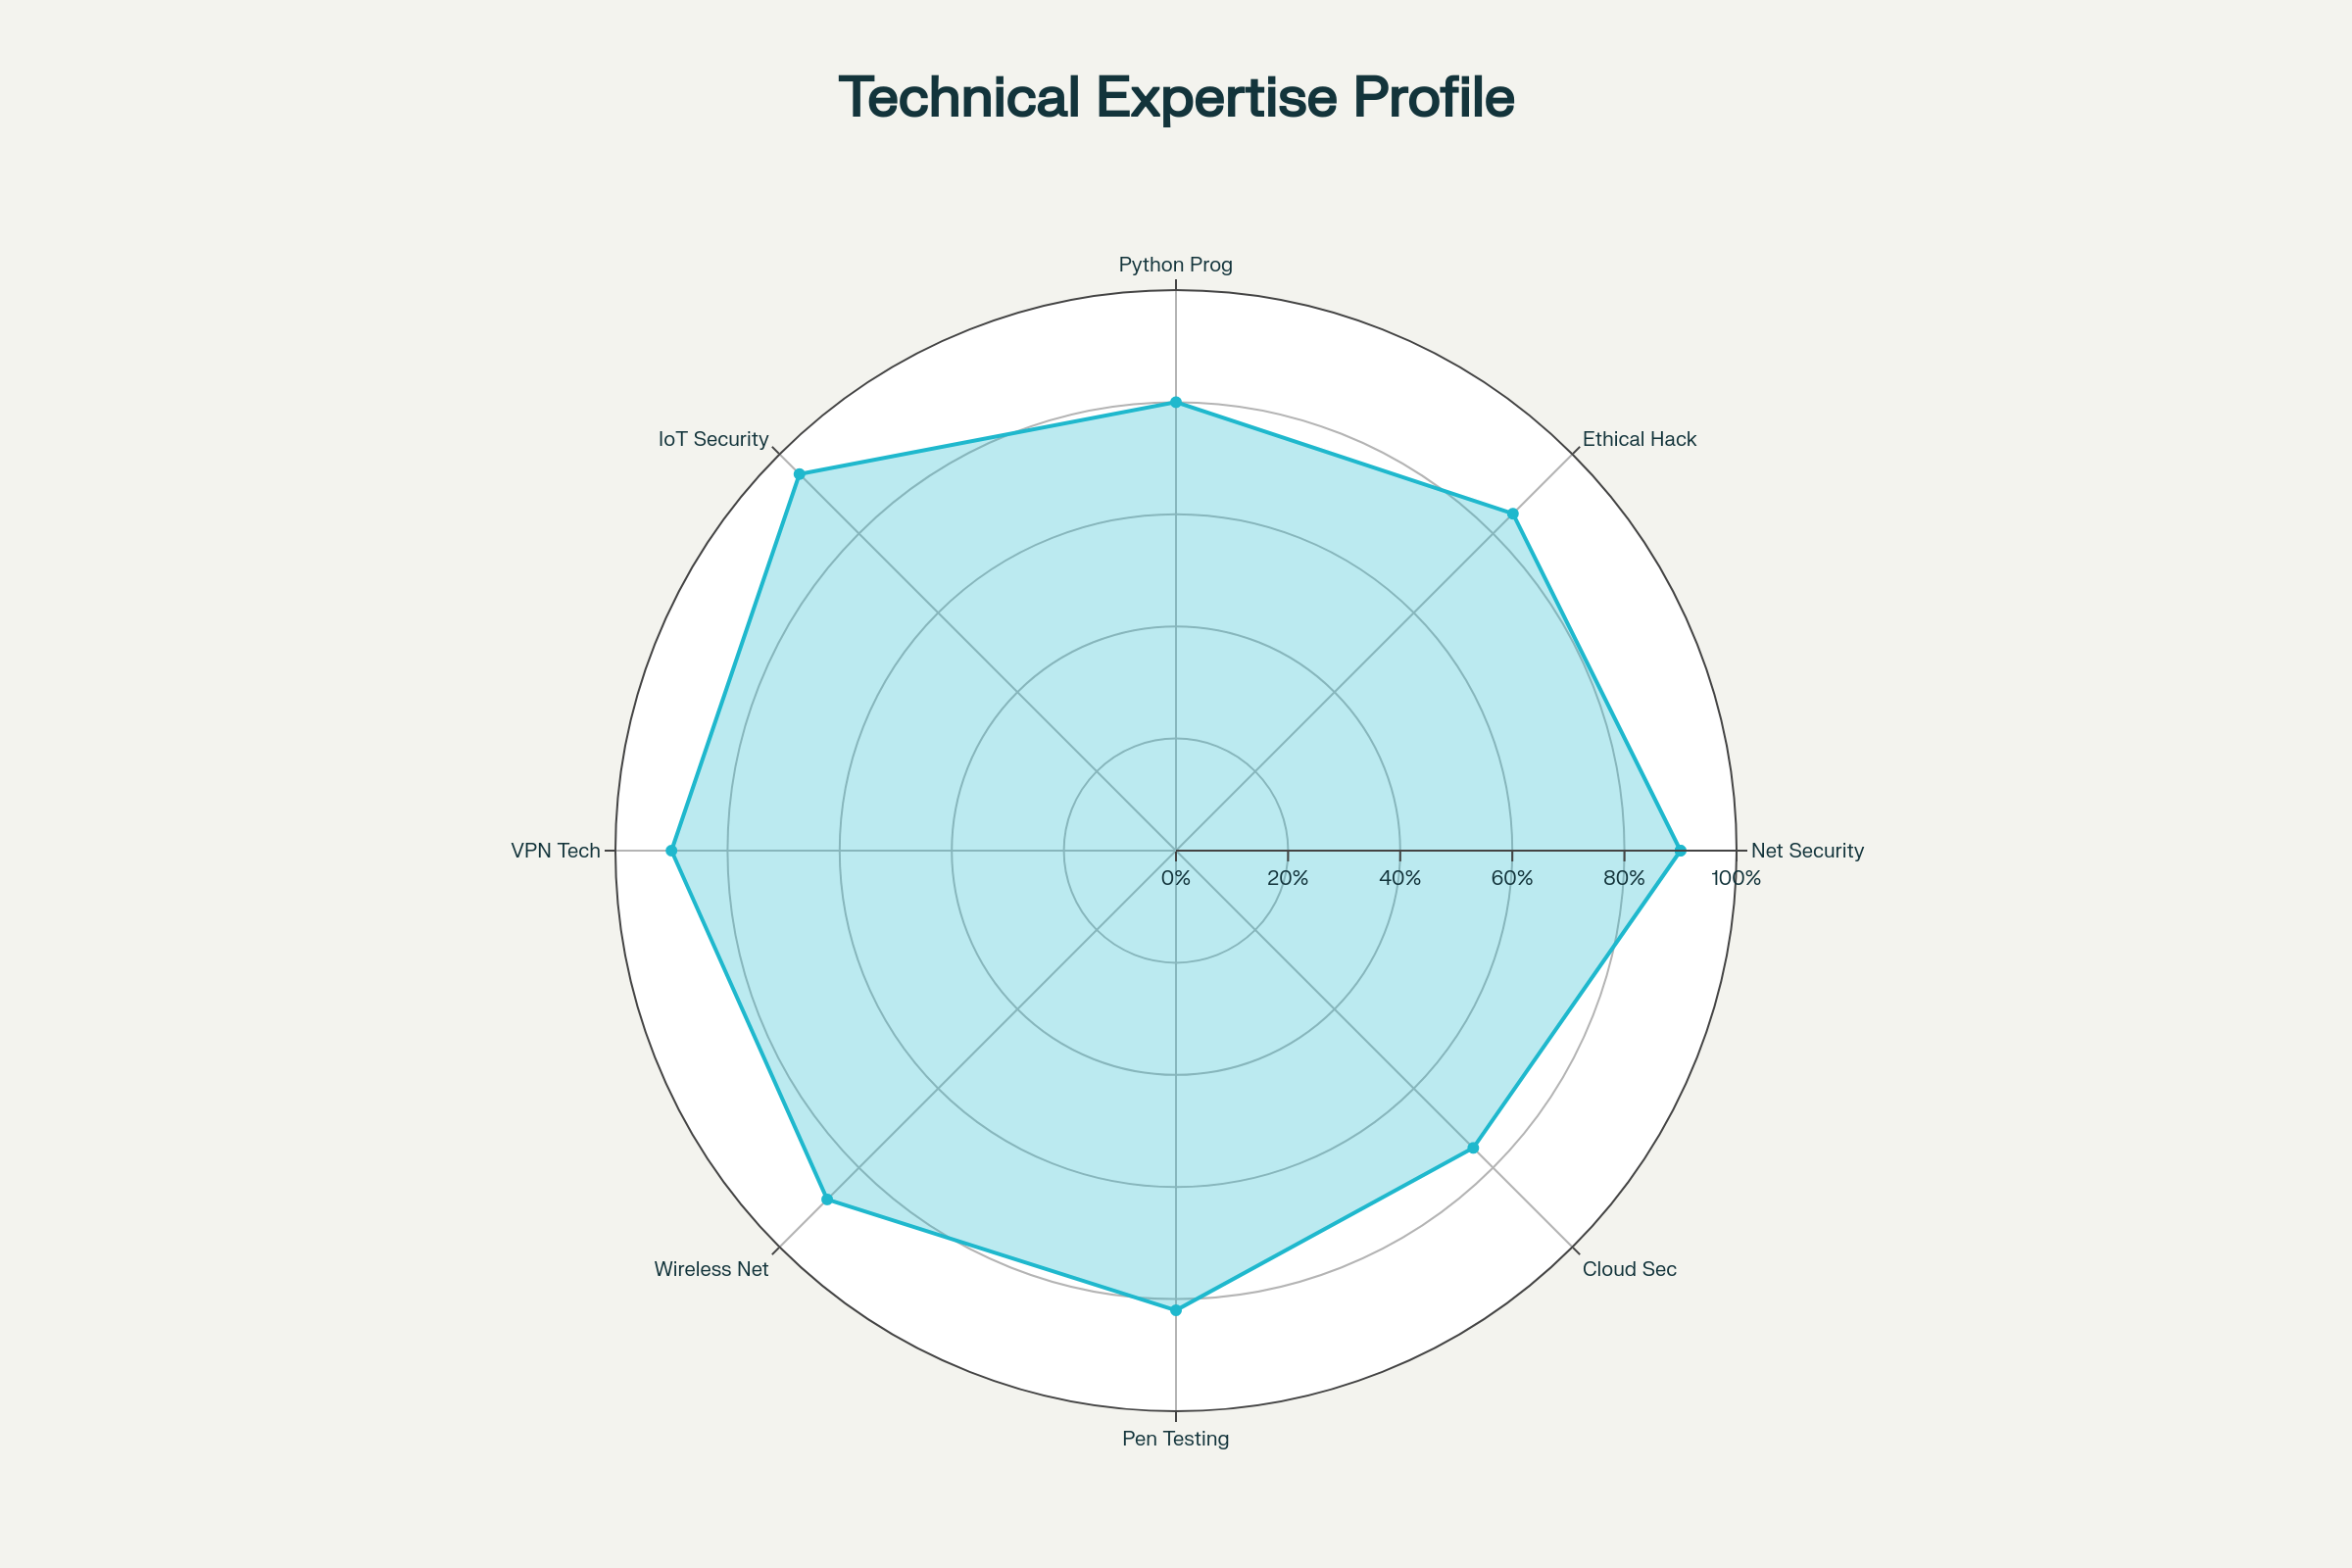 Technical Expertise Profile
Python Prog
IoT Security
Ethical Hack
VPN Tech
Net Security
0%
20%
40%
60%
80%
100%
Wireless Net
Cloud Sec
Pen Testing